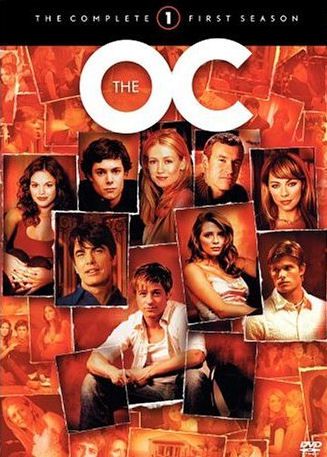 THE COMPLETE 1 FIRST SEASON
THE OC
DVD